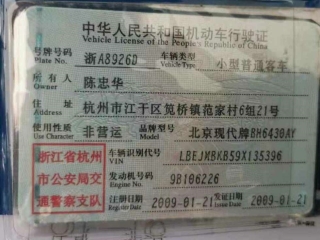 中华人民共和国机动车行驶证
Vehicle License of the People's Republic of China
号牌号码 浙A8926D 车辆类型 小型普通客车
Plate No. Vehicle Type
所有人 陈忠华
Owner
住址 杭州市江干区笕桥镇范家村6组21号
Address
使用性质 非营运 品牌型号 北京现代牌BH6430AY
Use Character Model
浙江省杭州 车辆识别代号 LBEJMBKB59X135396
VIN
市公安局交 发动机号码 9B106226
Engine No.
通警察支队 注册日期 2009-01-21 发证日期 2009-01-21
Register Date Issue Date